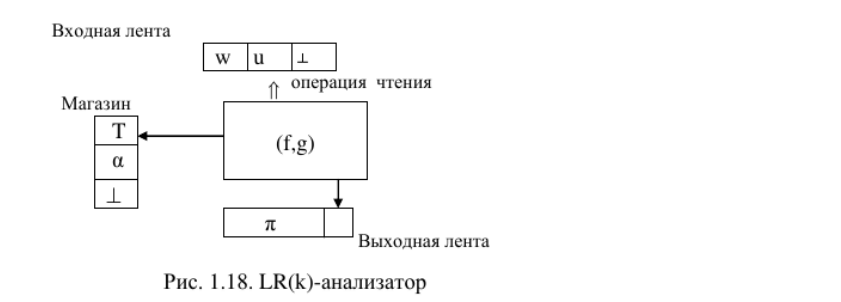 Входная лента
w u ⊥
⇑ операция чтения
Магазин
T
(f,g)
α
⊥
π
Выходная лента
Рис. 1.18. LR(k)-анализатор